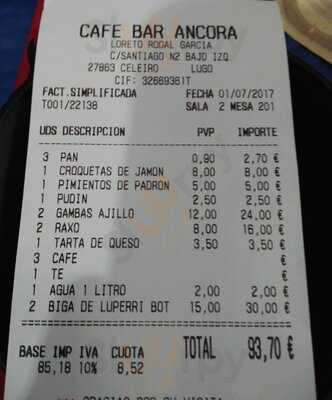 CAFE BAR ANCORA
LORETO RODAL GARCIA
C/SANTIAGO N2 BAJO IZQ
27863 CELEIRO LUGO
CIF: 32669361T
FACT.SIMPLIFICADA FECHA 01/07/2017
T001/22138 SALA 2 MESA 201
UDS DESCRIPCION PVP IMPORTE
3 PAN 0,90 2,70 €
1 CROQUETAS DE JAMON 8,00 8,00 €
1 PIMIENTOS DE PADRON 5,00 5,00 €
1 PUDIN 2,50 2,50 €
2 GAMBAS AJILLO 12,00 24,00 €
2 RAXO 8,00 16,00 €
1 TARTA DE QUESO 3,50 3,50 €
3 CAFE €
1 TE €
1 AGUA 1 LITRO 2,00 2,00 €
2 BIGA DE LUPERRI BOT 15,00 30,00 €
BASE IMP IVA CUOTA TOTAL 93,70 €
85,18 10% 8,52